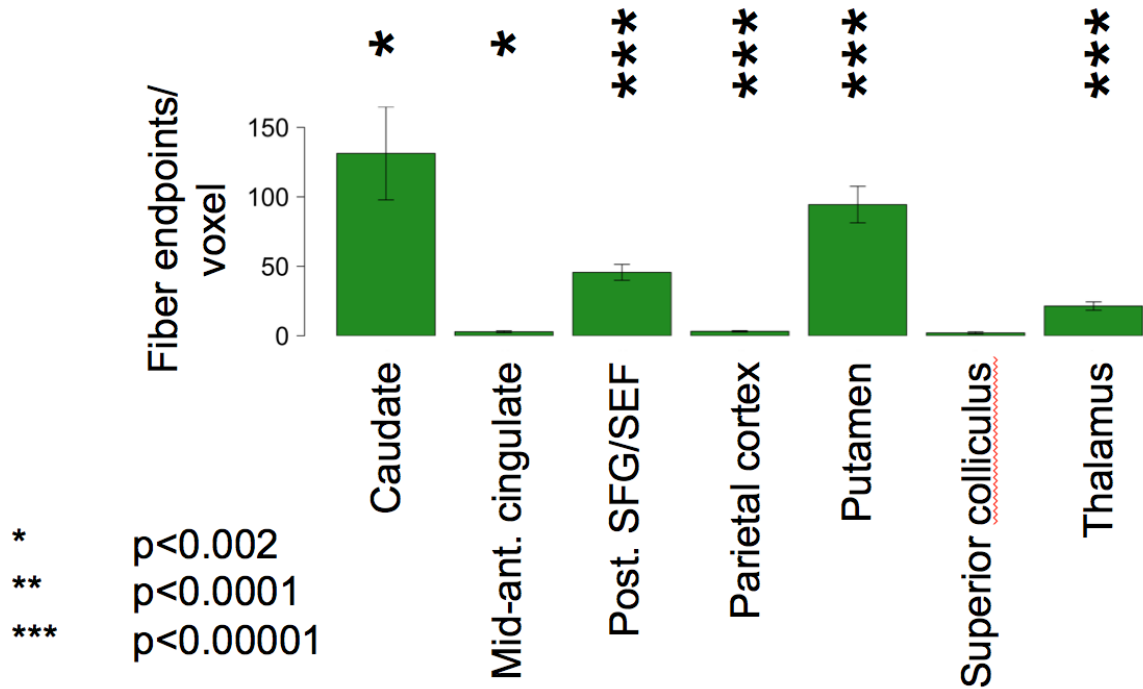 * * *** *** *** ***
Fiber endpoints/
voxel
150
100
50
0
Caudate
Mid-ant. cingulate
Post. SFG/SEF
Parietal cortex
Putamen
Superior colliculus
Thalamus
* p<0.002
** p<0.0001
*** p<0.00001